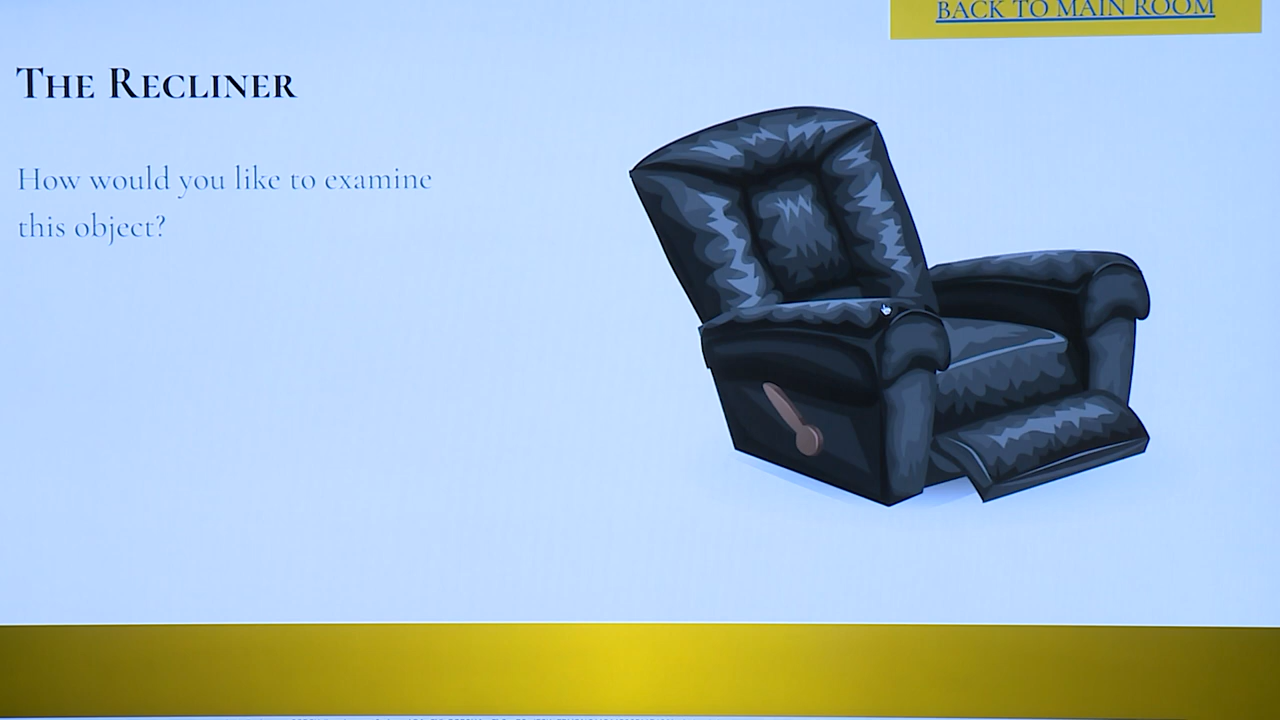 BACK TO MAIN ROOM
THE RECLINER
How would you like to examine
this object?